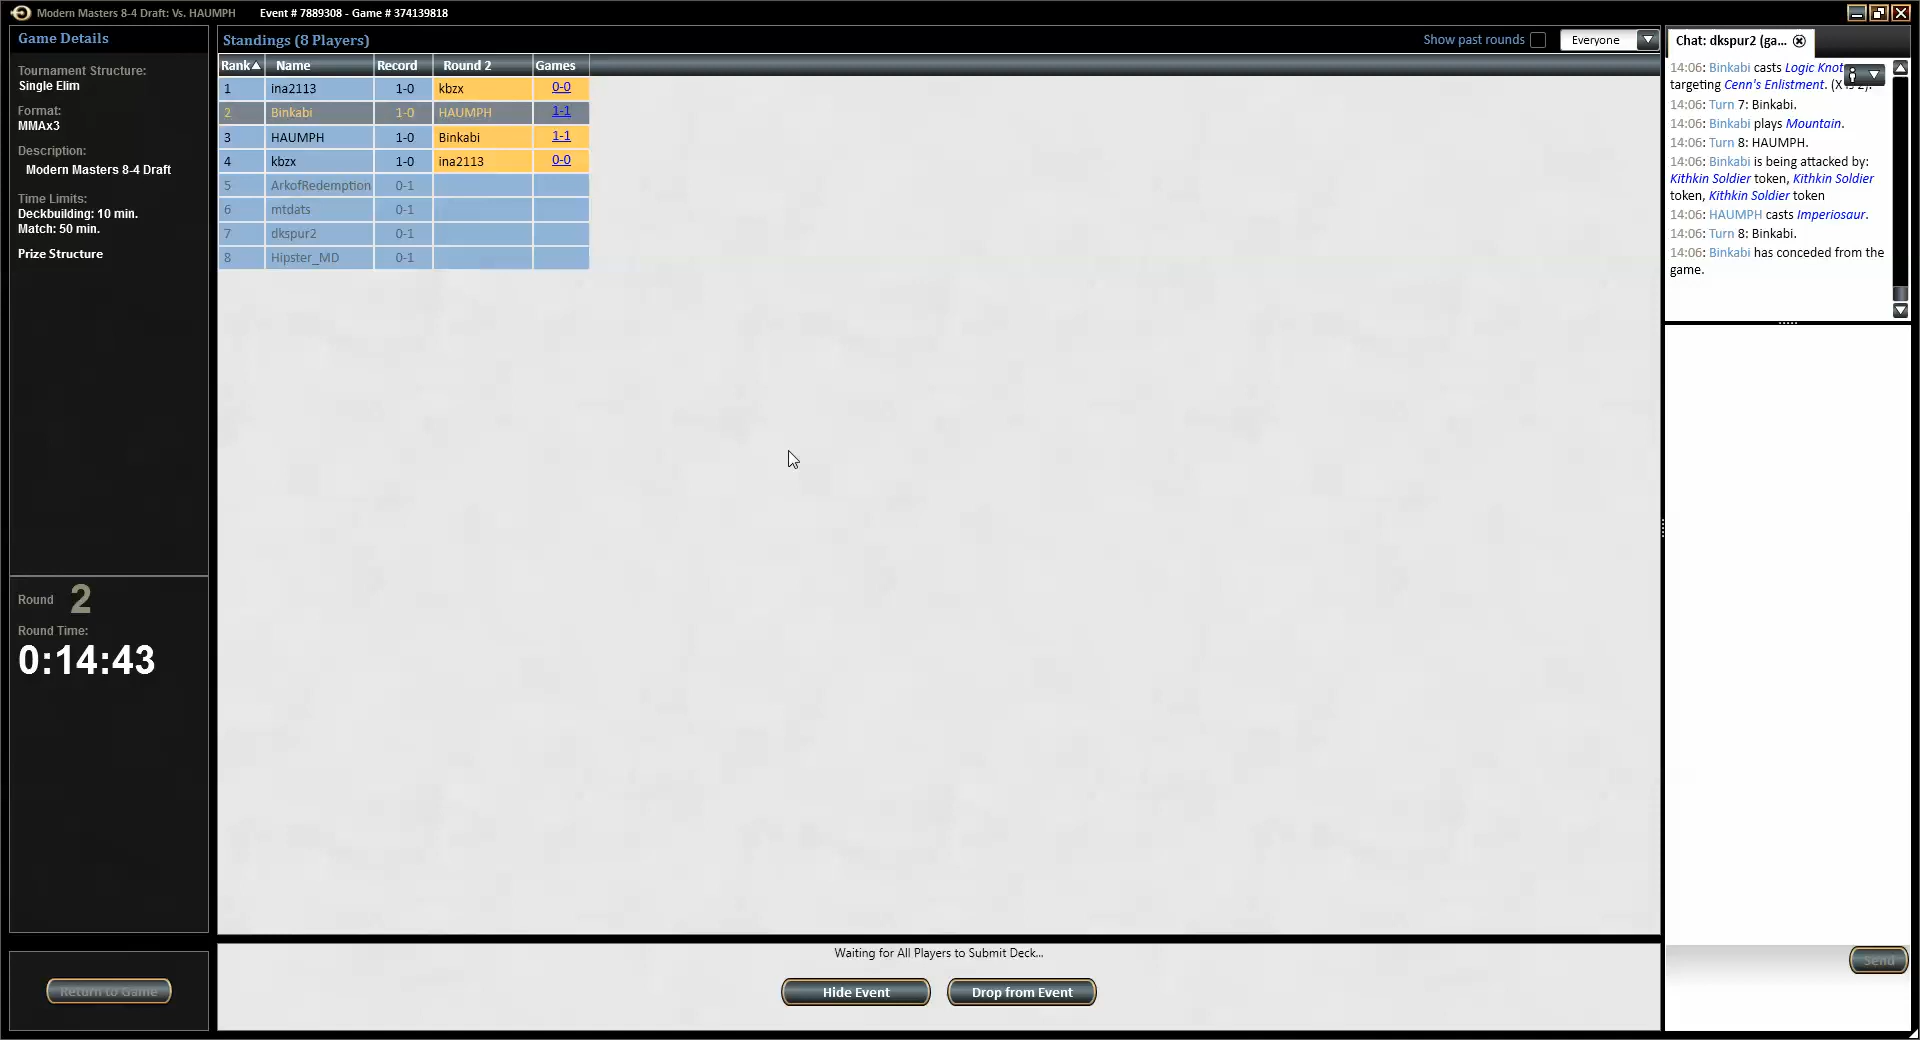 Modern Masters 8-4 Draft: Vs. HAUMPH Event # 7889308 - Game # 374139818
Game Details
Tournament Structure:
Single Elim
Format:
MMAx3
Description:
Modern Masters 8-4 Draft
Time Limits:
Deckbuilding: 10 min.
Match: 50 min.
Prize Structure
Round 2
Round Time:
0:14:43
Return to Game
Standings (8 Players)
Show past rounds
Everyone
Rank Name Record Round 2 Games
1 ina2113 1-0 kbzx 0-0
2 Binkabi 1-0 HAUMPH 1-1
3 HAUMPH 1-0 Binkabi 1-1
4 kbzx 1-0 ina2113 0-0
5 ArkofRedemption 0-1
6 mtdats 0-1
7 dkspur2 0-1
8 Hipster_MD 0-1
Waiting for All Players to Submit Deck...
Hide Event
Drop from Event
Chat: dkspur2 (ga...
14:06: Binkabi casts Logic Knot
targeting Cenn's Enlistment. (X is 2).
14:06: Turn 7: Binkabi.
14:06: Binkabi plays Mountain.
14:06: Turn 8: HAUMPH.
14:06: Binkabi is being attacked by:
Kithkin Soldier token, Kithkin Soldier
token, Kithkin Soldier token
14:06: HAUMPH casts Imperiosaur.
14:06: Turn 8: Binkabi.
14:06: Binkabi has conceded from the
game.
Send